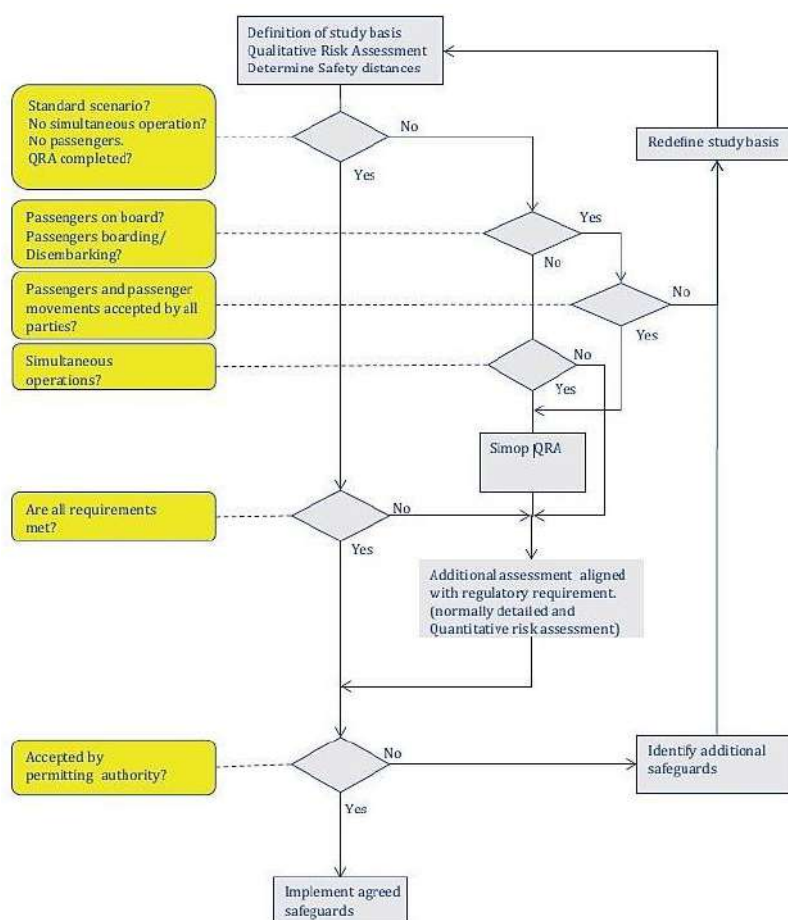 Definition of study basis
Qualitative Risk Assessment
Determine Safety distances
Standard scenario?
No simultaneous operation?
No passengers.
QRA completed?
No
Yes
Redefine study basis
Passengers on board?
Passengers boarding/
Disembarking?
Yes
No
Passengers and passenger
movements accepted by all
parties?
No
Yes
Simultaneous
operations?
No
Yes
Simop QRA
Are all requirements
met?
No
Yes
Additional assessment aligned
with regulatory requirement.
(normally detailed and
Quantitative risk assessment)
Accepted by
permitting authority?
No
Yes
Identify additional
safeguards
Implement agreed
safeguards